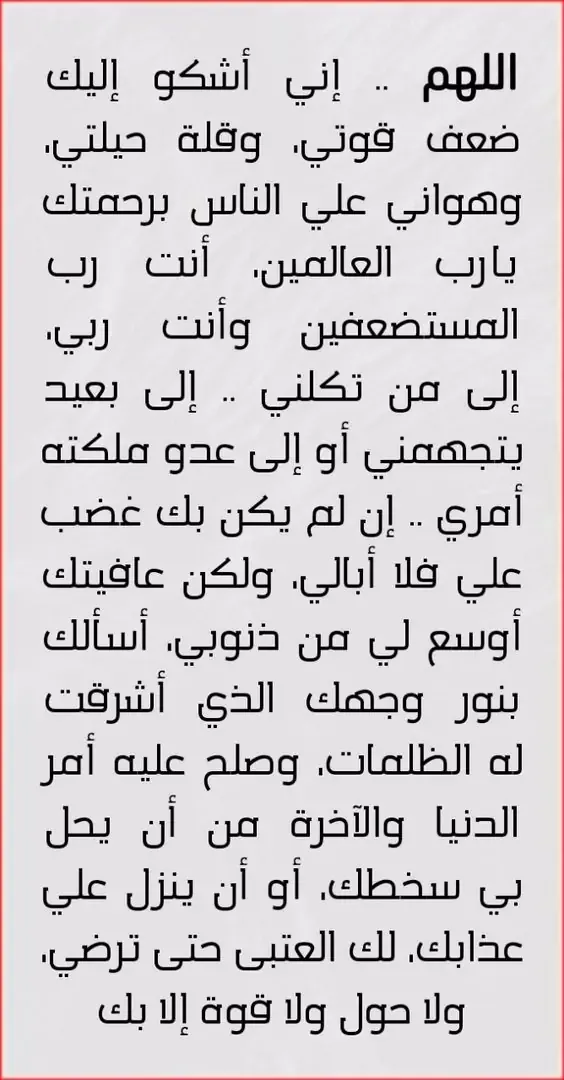 اللهم .. إني أشكو إليك
ضعف قوتي، وقلة حيلتي،
وهواني علي الناس برحمتك
يارب العالمين، أنت رب
المستضعفين وأنت ربي،
إلى من تكلني .. إلى بعيد
يتجهمني أو إلى عدو ملكته
أمري .. إن لم يكن بك غضب
علي فلا أبالي، ولكن عافيتك
أوسع لي من ذنوبي، أسألك
بنور وجهك الذي أشرقت
له الظلمات، وصلح عليه أمر
الدنيا والآخرة من أن يحل
بي سخطك، أو أن ينزل علي
عذابك، لك العتبى حتى ترضي،
ولا حول ولا قوة إلا بك